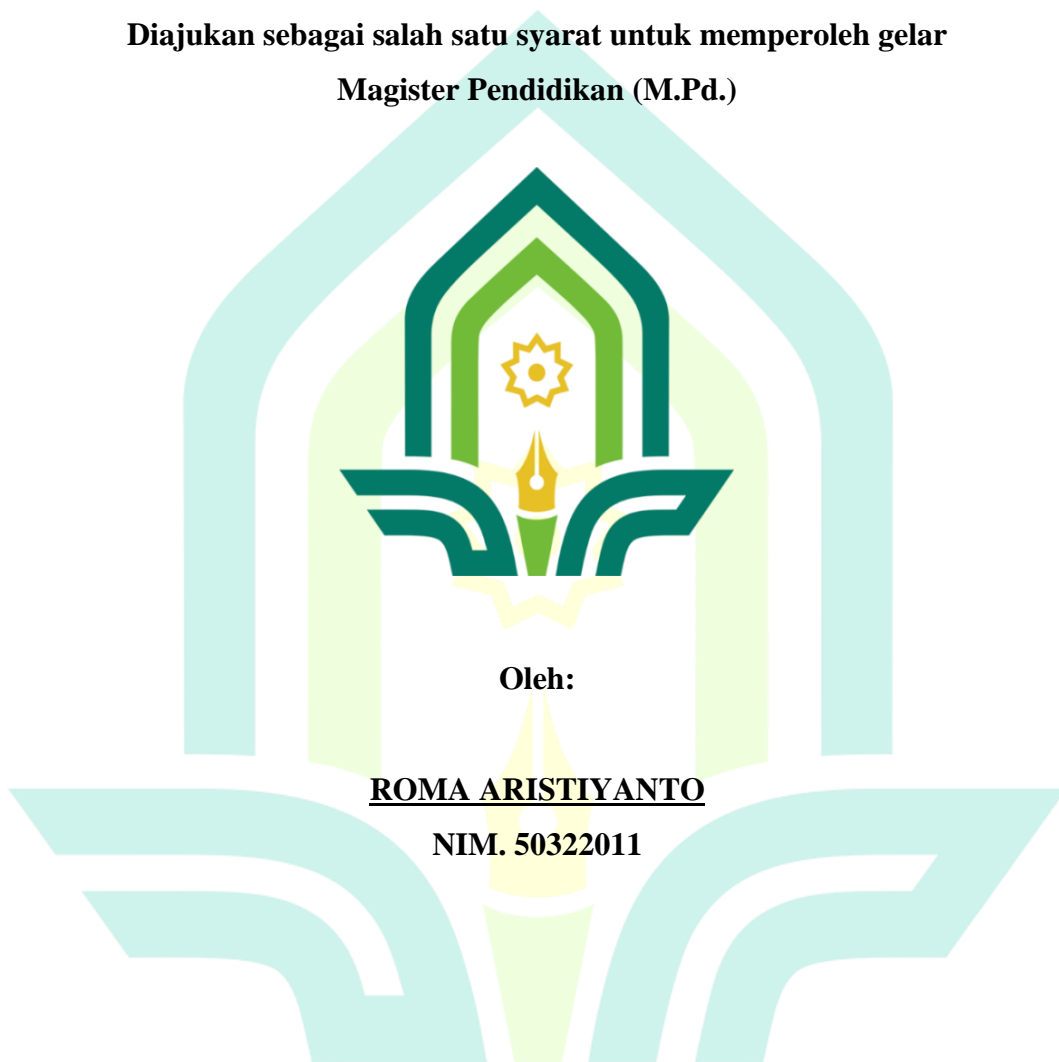 Diajukan sebagai salah satu syarat untuk memperoleh gelar
Magister Pendidikan (M.Pd.)
Oleh:
ROMA ARISTIYANTO
NIM. 50322011